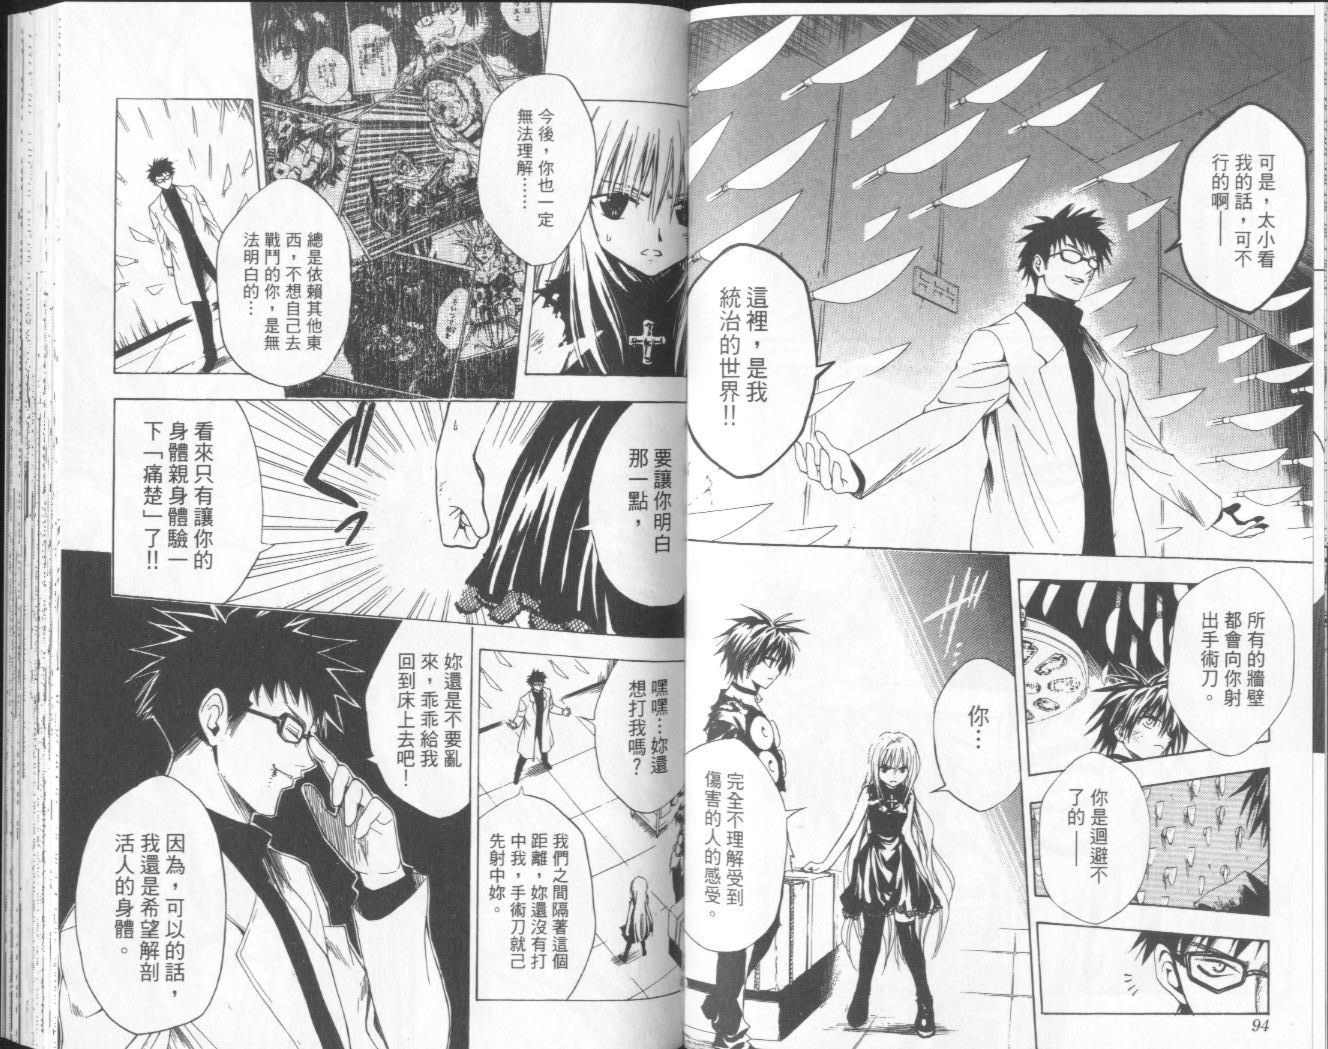 可是，太小看
我的話，可不
行的啊——
這裡，是我
統治的世界!!
所有的牆壁
都會向你射
出手術刀。
你是迴避不
了的——
你…
完全不理解受到
傷害的人的感受。
94
今後，你也一定
無法理解……
總是依賴其他東
西，不想自己去
戰鬥的你，是無
法明白的…
要讓你明白
那一點，
看來只有讓你的
身體親身體驗一
下「痛楚」了!!
嘿嘿…妳還
想打我嗎？
我們之間隔著這個
距離，妳還沒有打
中我，手術刀就已
先射中妳。
妳還是不要亂
來，乖乖給我
回到床上去吧！
因為，可以的話，
我還是希望解剖
活人的身體。